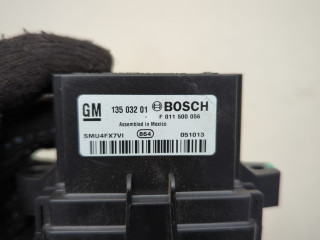 GM 135 032 01 BOSCH
F 011 500 056
Assembled in Mexico
SMU4FX7VI 864 051013